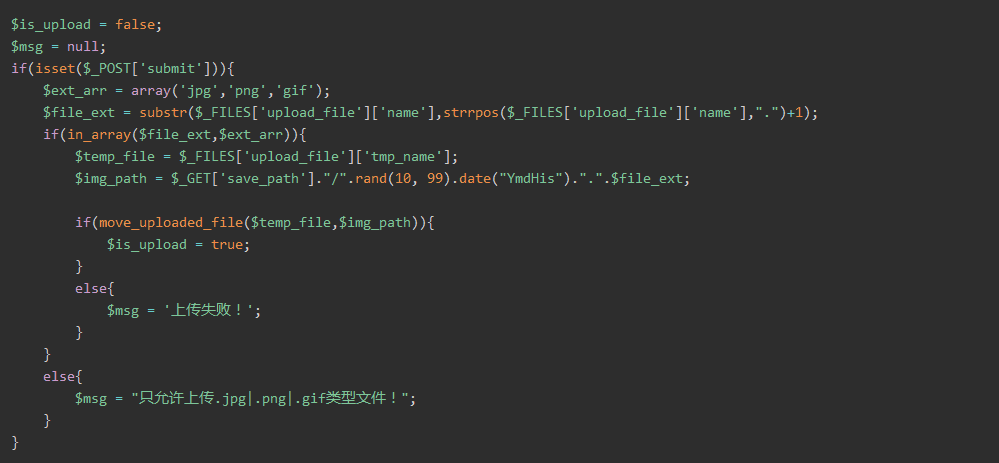 $is_upload = false;
$msg = null;
if(isset($_POST['submit'])){
    $ext_arr = array('jpg','png','gif');
    $file_ext = substr($_FILES['upload_file']['name'],strrpos($_FILES['upload_file']['name'],".")+1);
    if(in_array($file_ext,$ext_arr)){
        $temp_file = $_FILES['upload_file']['tmp_name'];
        $img_path = $_GET['save_path']."/".rand(10, 99).date("YmdHis").".".$file_ext;

        if(move_uploaded_file($temp_file,$img_path)){
            $is_upload = true;
        }
        else{
            $msg = '上传失败！';
        }
    }
    else{
        $msg = "只允许上传.jpg|.png|.gif类型文件！";
    }
}